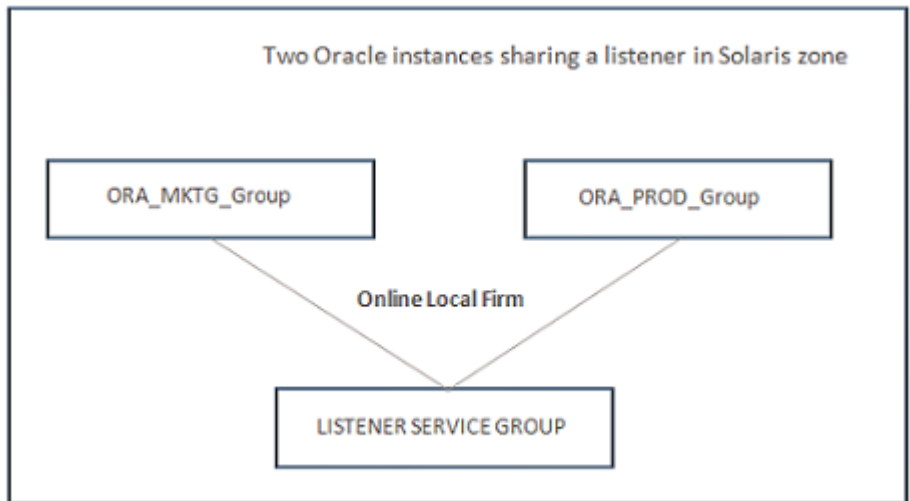 Two Oracle instances sharing a listener in Solaris zone
ORA_MKTG_Group
ORA_PROD_Group
Online Local Firm
LISTENER SERVICE GROUP